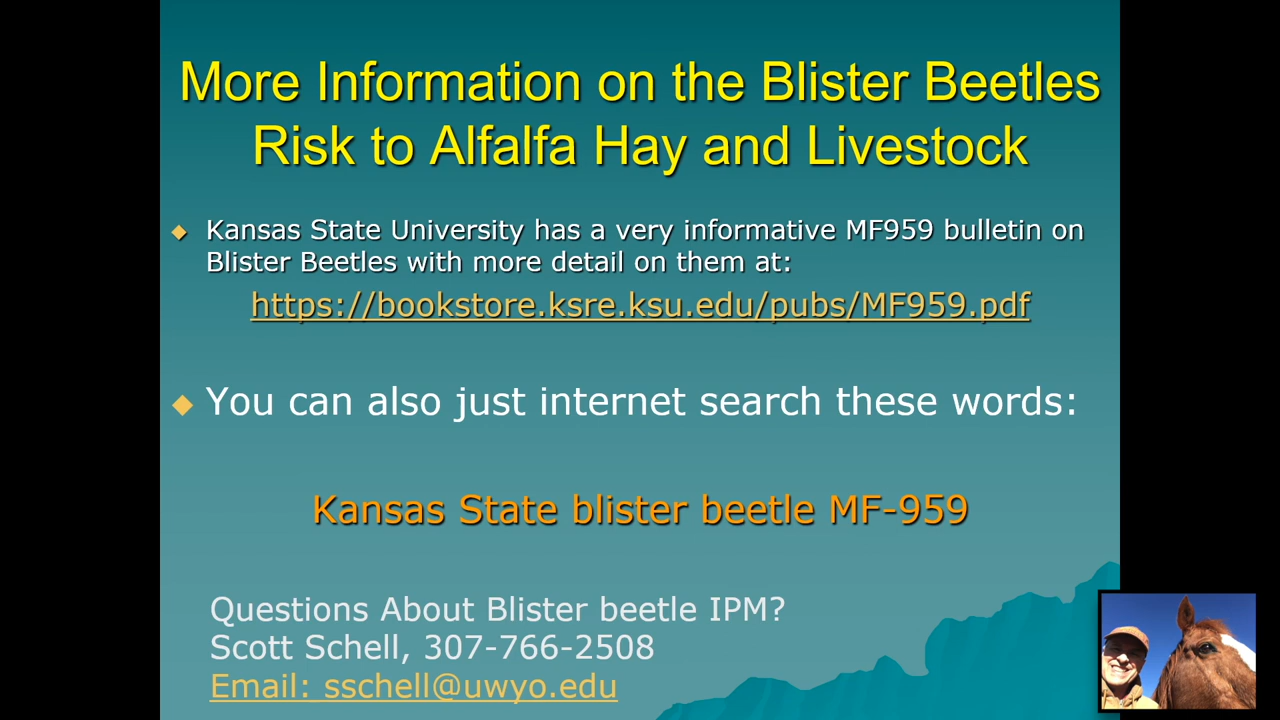 More Information on the Blister Beetles
Risk to Alfalfa Hay and Livestock
Kansas State University has a very informative MF959 bulletin on
Blister Beetles with more detail on them at:
https://bookstore.ksre.ksu.edu/pubs/MF959.pdf
You can also just internet search these words:
Kansas State blister beetle MF-959
Questions About Blister beetle IPM?
Scott Schell, 307-766-2508
Email: sschell@uwyo.edu